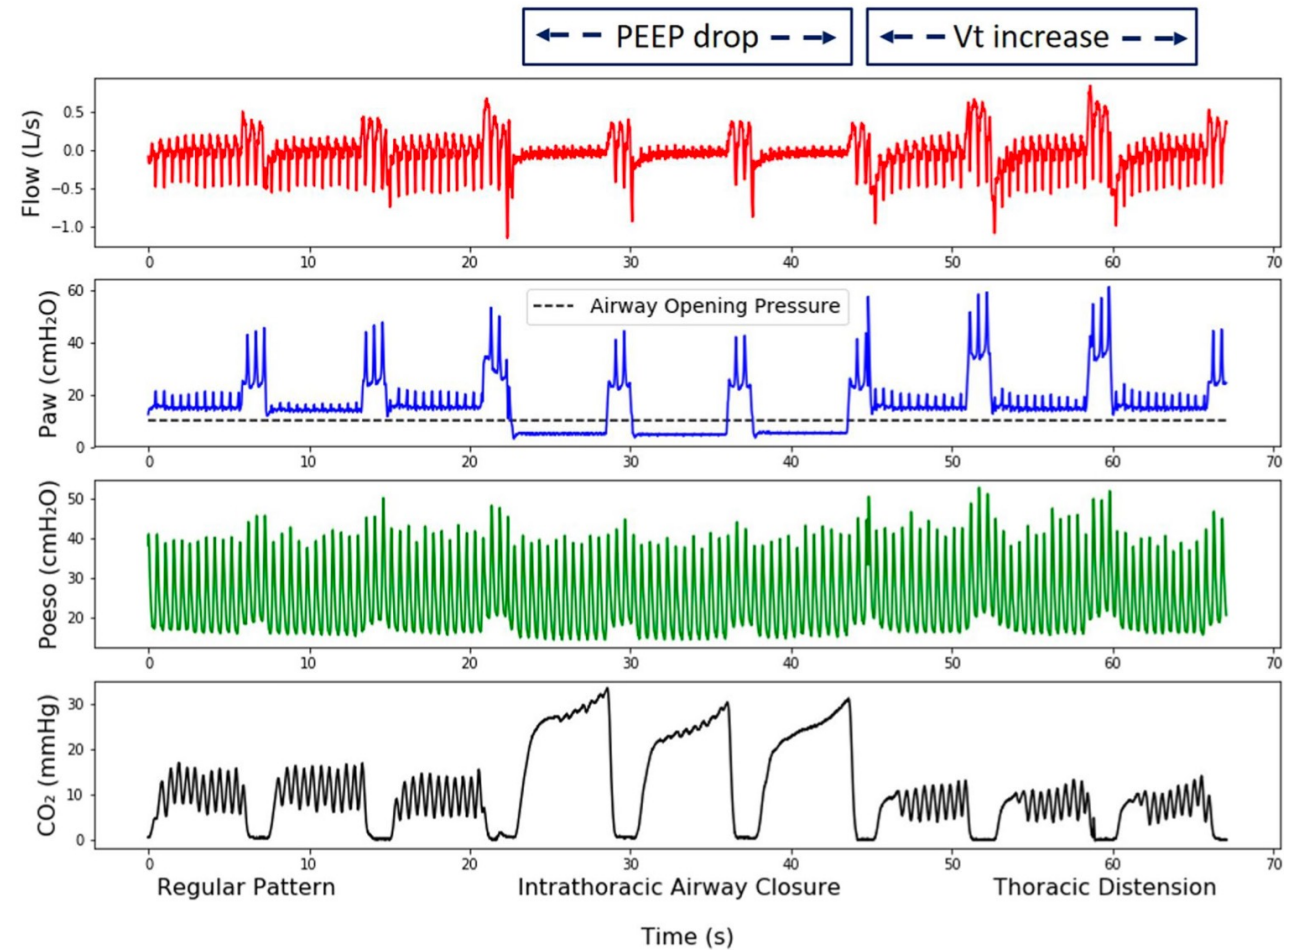 PEEP drop
Vt increase
Flow (L/s)
0.5
0.0
−0.5
−1.0
0 10 20 30 40 50 60 70
Paw (cmH₂O)
60
40
20
0
Airway Opening Pressure
0 10 20 30 40 50 60 70
Poeso (cmH₂O)
50
40
30
20
0 10 20 30 40 50 60 70
CO₂ (mmHg)
30
20
10
0
0 10 20 30 40 50 60 70
Regular Pattern
Intrathoracic Airway Closure
Thoracic Distension
Time (s)